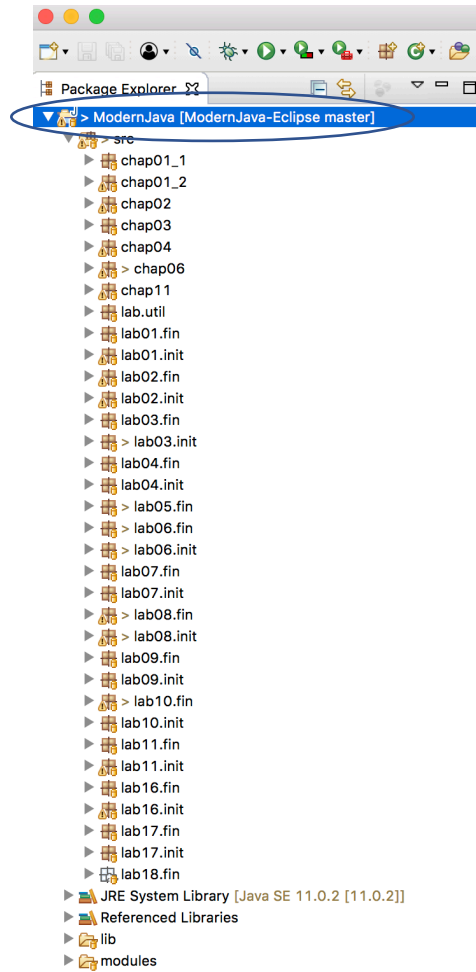 Package Explorer
> ModernJava [ModernJava-Eclipse master]
> src
chap01_1
chap01_2
chap02
chap03
chap04
> chap06
chap11
lab.util
lab01.fin
lab01.init
lab02.fin
lab02.init
lab03.fin
> lab03.init
lab04.fin
lab04.init
> lab05.fin
> lab06.fin
> lab06.init
lab07.fin
lab07.init
> lab08.fin
> lab08.init
lab09.fin
lab09.init
> lab10.fin
lab10.init
lab11.fin
lab11.init
lab16.fin
lab16.init
lab17.fin
lab17.init
lab18.fin
JRE System Library [Java SE 11.0.2 [11.0.2]]
Referenced Libraries
lib
modules